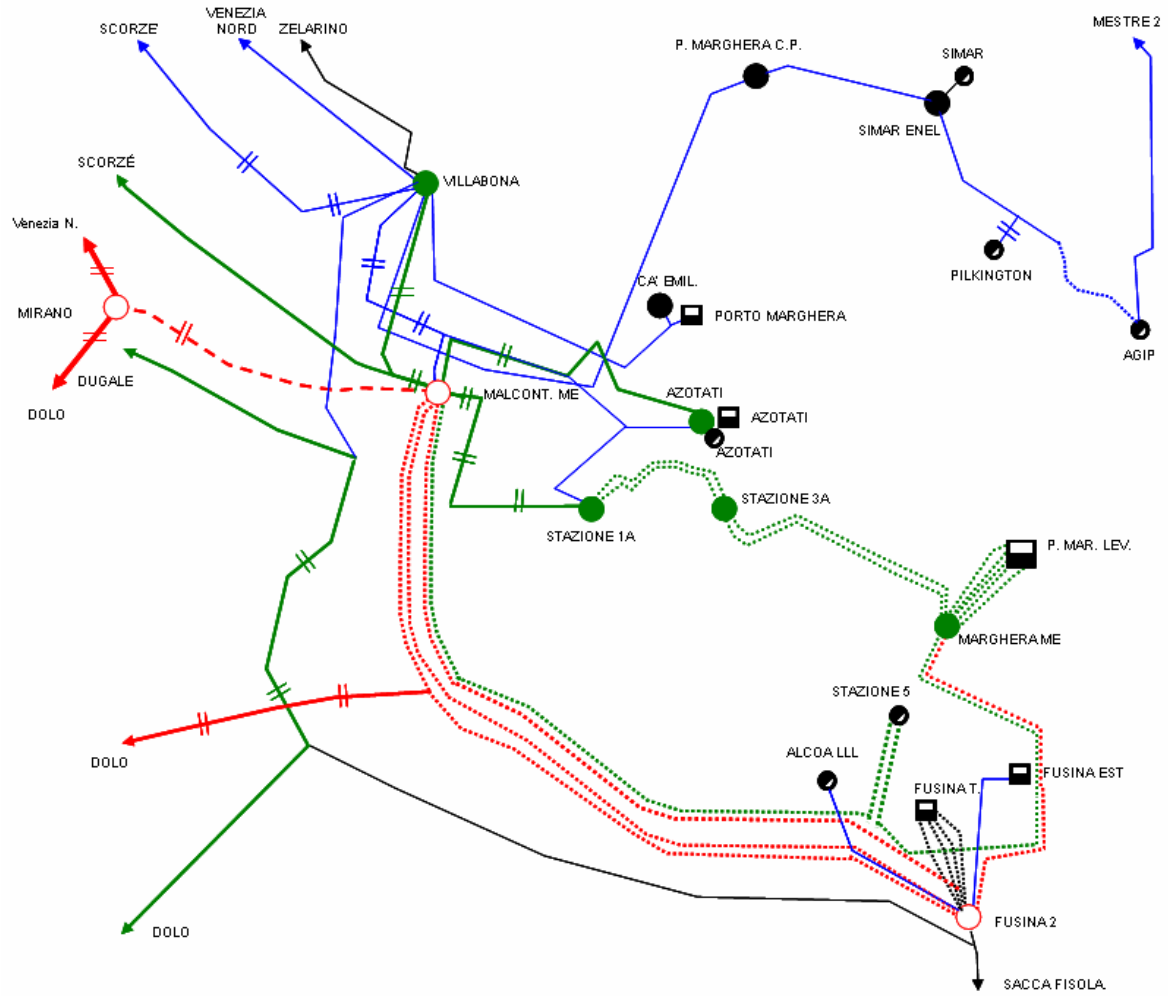 VENEZIA
NORD
SCORZE'
ZELARINO
MESTRE 2
P. MARGHERA C.P.
SIMAR
SIMAR ENEL
SCORZÉ
VILLABONA
Venezia N.
PILKINGTON
CA' EMIL.
MIRANO
PORTO MARGHERA
AGIP
DUGALE
MALCONT. ME
AZOTATI
DOLO
AZOTATI
AZOTATI
STAZIONE 3A
STAZIONE 1A
P. MAR. LEV.
MARGHERA ME
STAZIONE 5
ALCOA LLL
DOLO
FUSINA EST
FUSINA T.
FUSINA 2
DOLO
SACCA FISOLA.